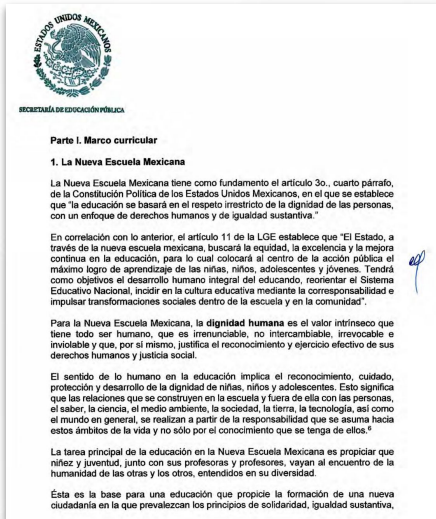 ESTADOS UNIDOS MEXICANOS
SECRETARÍA DE EDUCACIÓN PÚBLICA
Parte I. Marco curricular
1. La Nueva Escuela Mexicana
La Nueva Escuela Mexicana tiene como fundamento el artículo 3o., cuarto párrafo,
de la Constitución Política de los Estados Unidos Mexicanos, en el que se establece
que “la educación se basará en el respeto irrestricto de la dignidad de las personas,
con un enfoque de derechos humanos y de igualdad sustantiva.”
En correlación con lo anterior, el artículo 11 de la LGE establece que “El Estado, a
través de la nueva escuela mexicana, buscará la equidad, la excelencia y la mejora
continua en la educación, para lo cual colocará al centro de la acción pública el
máximo logro de aprendizaje de las niñas, niños, adolescentes y jóvenes. Tendrá
como objetivos el desarrollo humano integral del educando, reorientar el Sistema
Educativo Nacional, incidir en la cultura educativa mediante la corresponsabilidad e
impulsar transformaciones sociales dentro de la escuela y en la comunidad”.
Para la Nueva Escuela Mexicana, la dignidad humana es el valor intrínseco que
tiene todo ser humano, que es irrenunciable, no intercambiable, irrevocable e
inviolable y que, por sí mismo, justifica el reconocimiento y ejercicio efectivo de sus
derechos humanos y justicia social.
El sentido de lo humano en la educación implica el reconocimiento, cuidado,
protección y desarrollo de la dignidad de niñas, niños y adolescentes. Esto significa
que las relaciones que se construyen en la escuela y fuera de ella con las personas,
el saber, la ciencia, el medio ambiente, la sociedad, la tierra, la tecnología, así como
el mundo en general, se realizan a partir de la responsabilidad que se asuma hacia
estos ámbitos de la vida y no sólo por el conocimiento que se tenga de ellos.⁶
La tarea principal de la educación en la Nueva Escuela Mexicana es propiciar que
niñez y juventud, junto con sus profesoras y profesores, vayan al encuentro de la
humanidad de las otras y los otros, entendidos en su diversidad.
Ésta es la base para una educación que propicie la formación de una nueva
ciudadanía en la que prevalezcan los principios de solidaridad, igualdad sustantiva,